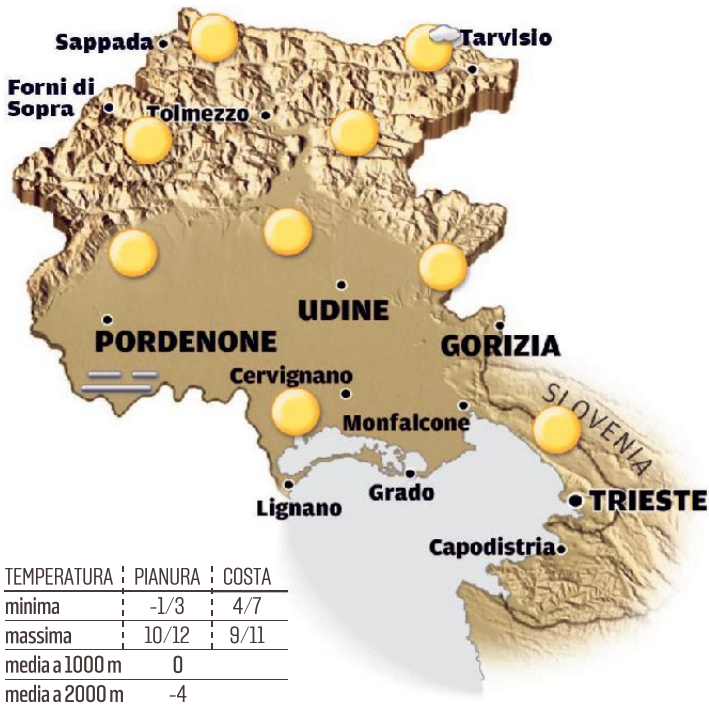 Sappada
Tarvisio
Forni di
Sopra
Tolmezzo
UDINE
PORDENONE
GORIZIA
Cervignano
SLOVENIA
Monfalcone
Grado
Lignano
TRIESTE
Capodistria
TEMPERATURA PIANURA COSTA
minima -1/3 4/7
massima 10/12 9/11
media a 1000 m 0
media a 2000 m -4